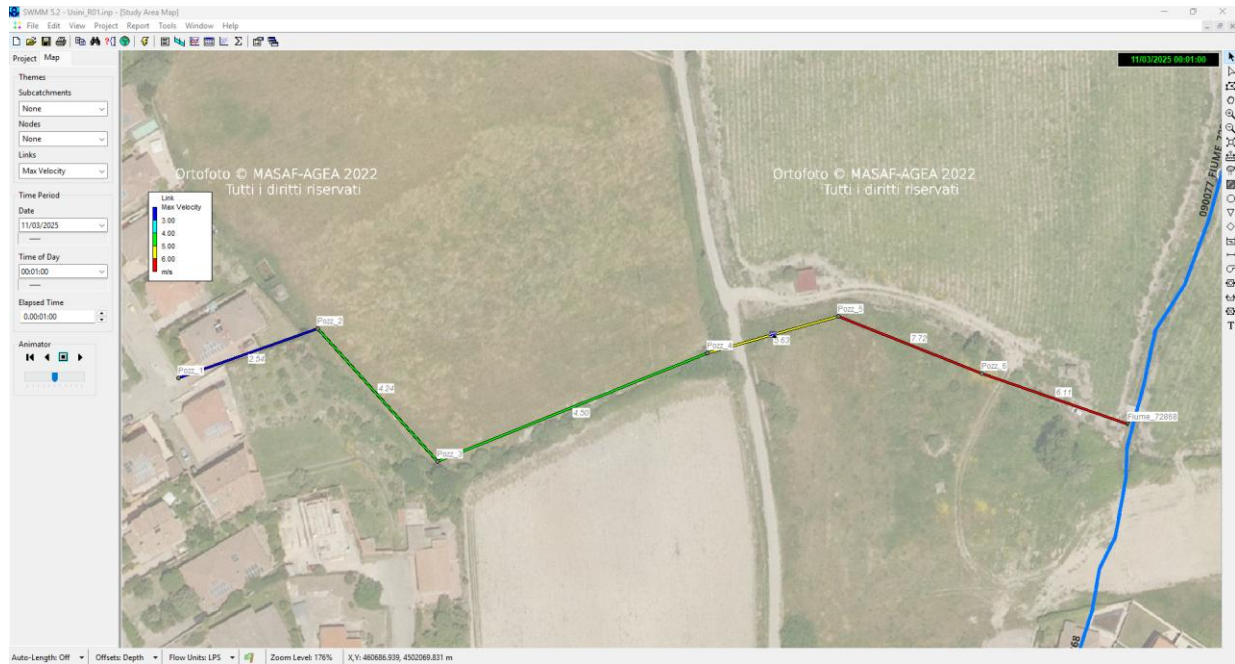 SWMM 5.2 - Usini_R01.inp - [Study Area Map]
File Edit View Project Report Tools Window Help
Project Map
Themes
Subcatchments
None
Nodes
None
Links
Max Velocity
Time Period
Date
11/03/2025
Time of Day
00:01:00
Elapsed Time
0.00:01:00
Animator
11/03/2025 00:01:00
Ortofoto © MASAF-AGEA 2022
Tutti i diritti riservati
Ortofoto © MASAF-AGEA 2022
Tutti i diritti riservati
Link
Max Velocity
3.00
4.00
5.00
6.00
m/s
Pozz_1
2.54
Pozz_2
4.24
Pozz_3
4.50
Pozz_4
5.63
Pozz_5
7.72
Pozz_6
6.11
Fiume_72868
090077_FIUME_72
T
Auto-Length: Off Offsets: Depth Flow Units: LPS Zoom Level: 176% X,Y: 460686.939, 4502069.831 m